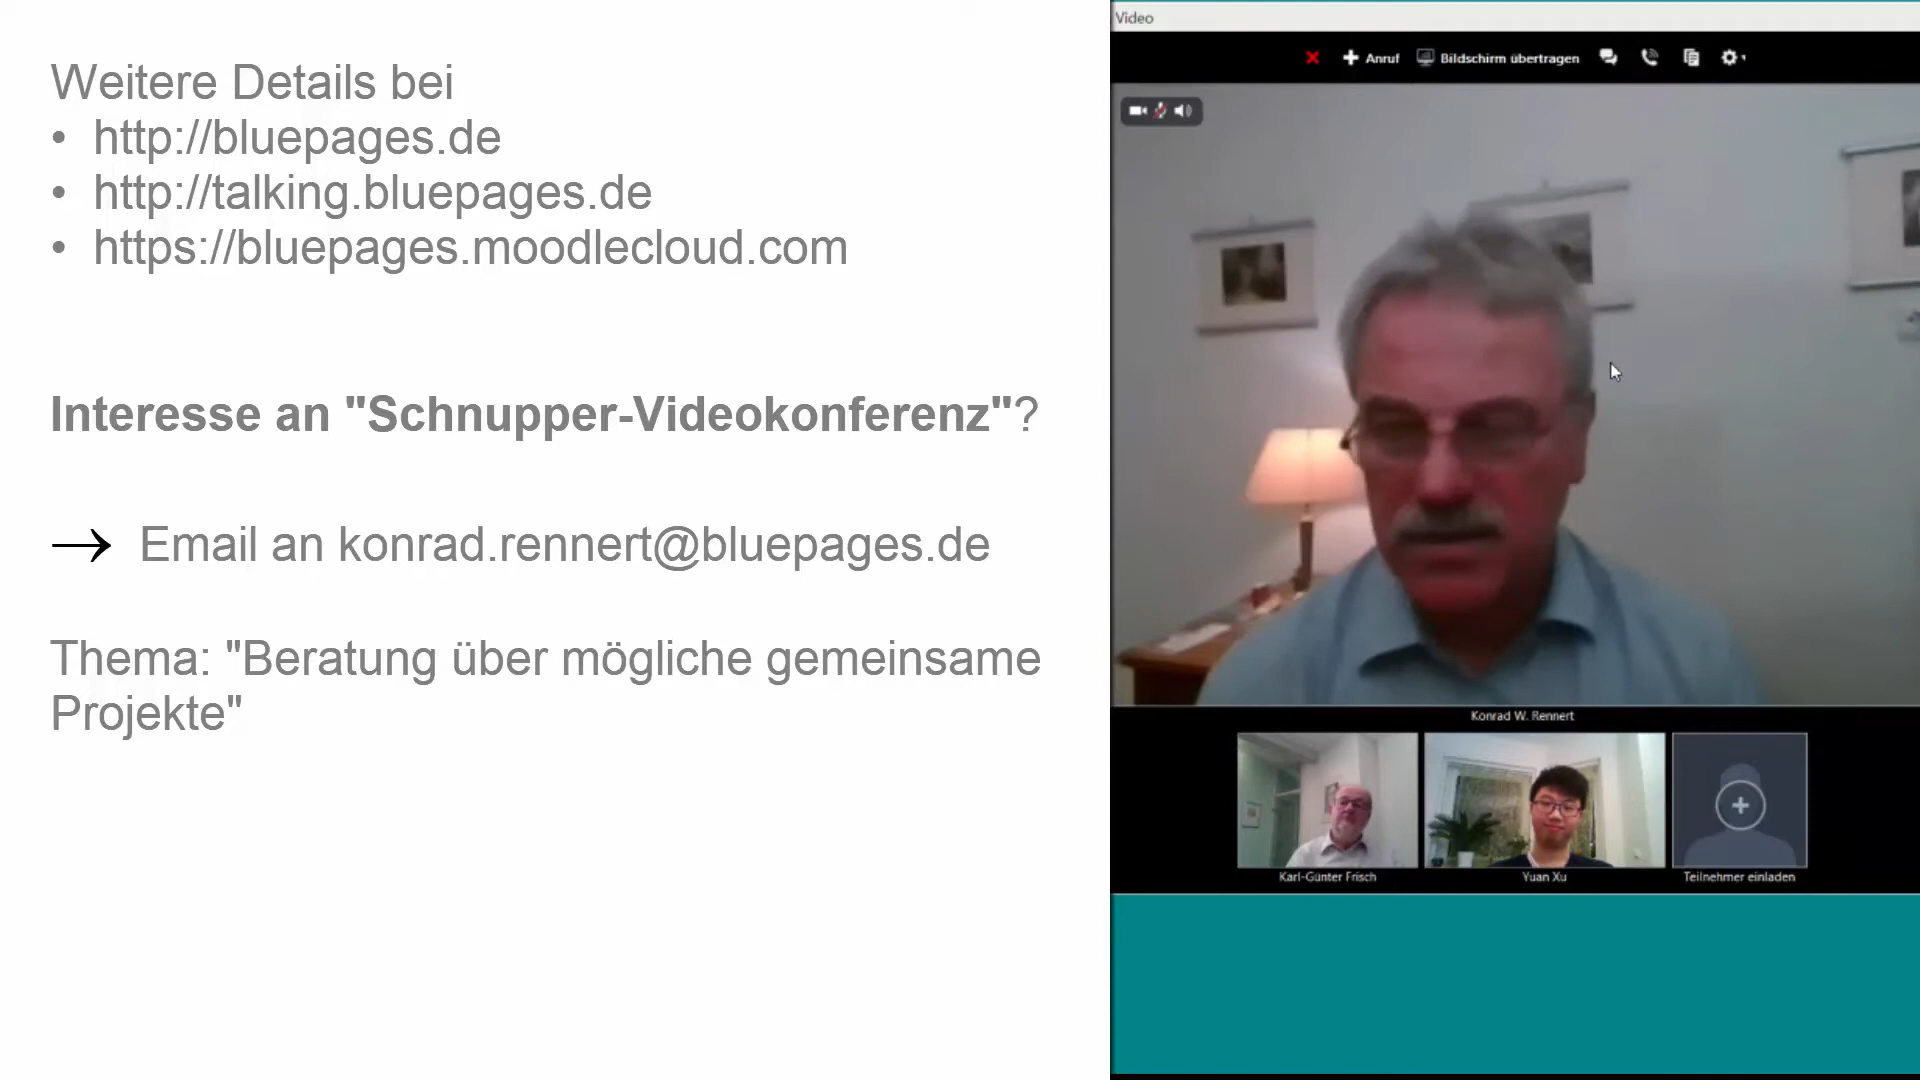 Weitere Details bei
• http://bluepages.de
• http://talking.bluepages.de
• https://bluepages.moodlecloud.com
Interesse an "Schnupper-Videokonferenz"?
→ Email an konrad.rennert@bluepages.de
Thema: "Beratung über mögliche gemeinsame
Projekte"
Video
Anruf Bildschirm übertragen
Konrad W. Rennert
Karl-Günter Frisch Yuan Xu Teilnehmer einladen